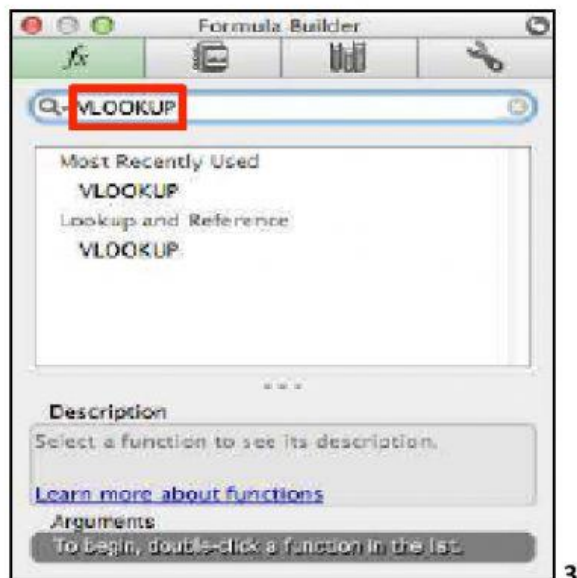 Formula Builder
fx
VLOOKUP
Most Recently Used
VLOOKUP
Lookup and Reference
VLOOKUP
Description
Select a function to see its description.
Learn more about functions
Arguments
To begin, double-click a function in the list.
3